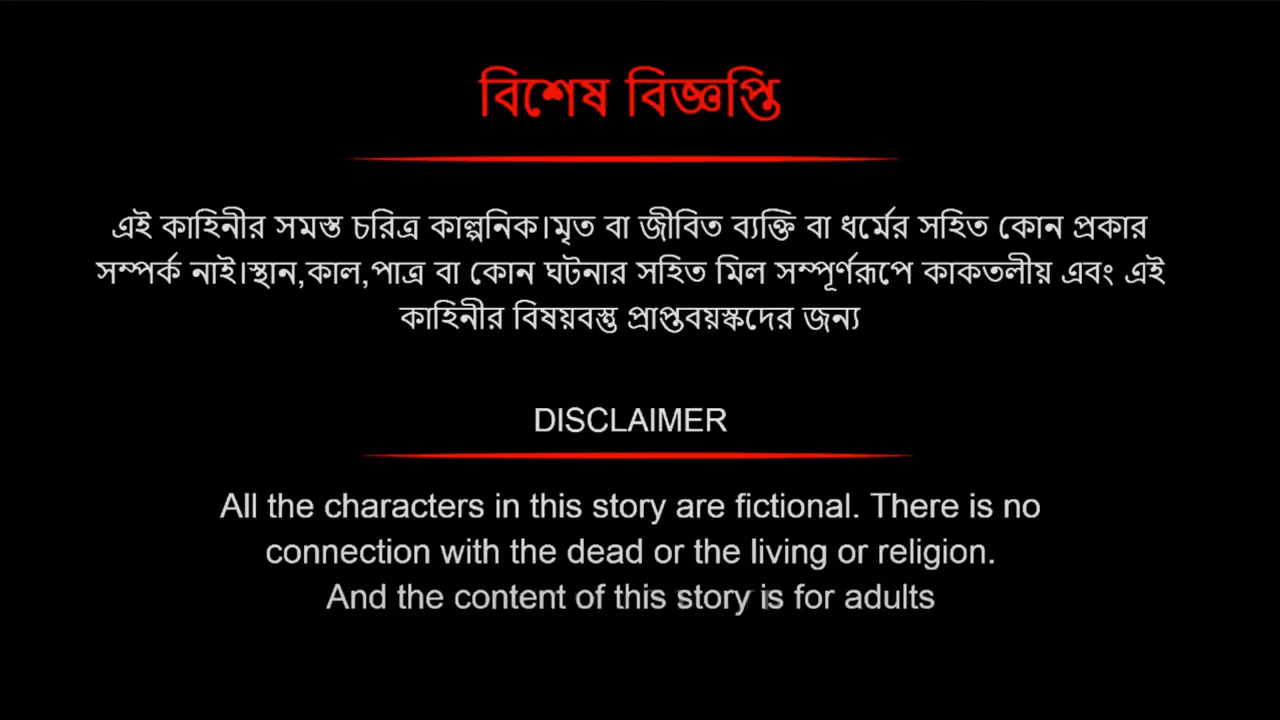 বিশেষ বিজ্ঞপ্তি
এই কাহিনীর সমস্ত চরিত্র কাল্পনিক।মৃত বা জীবিত ব্যক্তি বা ধর্মের সহিত কোন প্রকার
সম্পর্ক নাই।স্থান,কাল,পাত্র বা কোন ঘটনার সহিত মিল সম্পূর্ণরূপে কাকতলীয় এবং এই
কাহিনীর বিষয়বস্তু প্রাপ্তবয়স্কদের জন্য
DISCLAIMER
All the characters in this story are fictional. There is no
connection with the dead or the living or religion.
And the content of this story is for adults